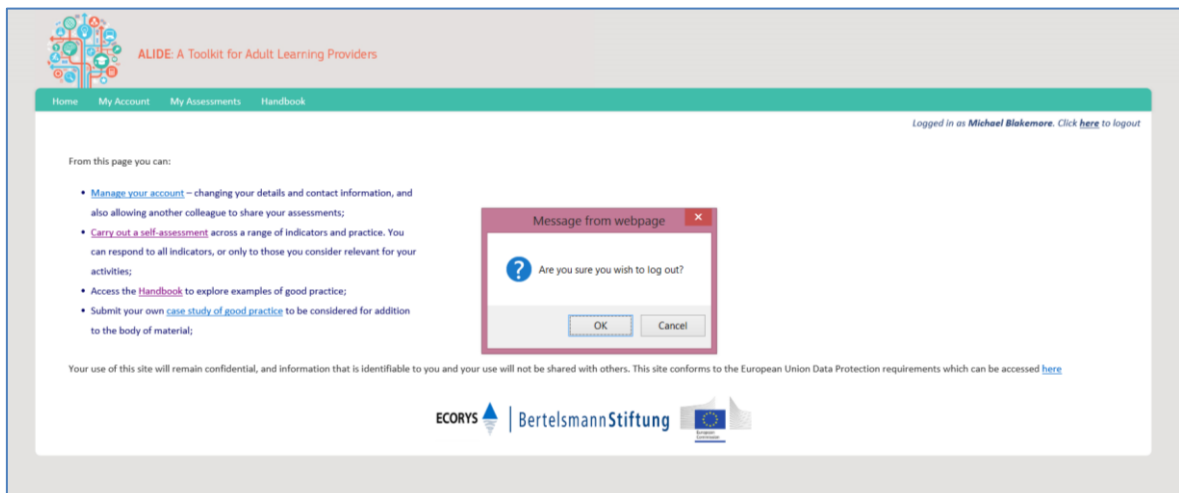 ALIDE: A Toolkit for Adult Learning Providers
Home My Account My Assessments Handbook
Logged in as Michael Blakemore. Click here to logout
From this page you can:
• Manage your account – changing your details and contact information, and
also allowing another colleague to share your assessments;
• Carry out a self-assessment across a range of indicators and practice. You
can respond to all indicators, or only to those you consider relevant for your
activities;
• Access the Handbook to explore examples of good practice;
• Submit your own case study of good practice to be considered for addition
to the body of material;
Message from webpage
Are you sure you wish to log out?
OK Cancel
Your use of this site will remain confidential, and information that is identifiable to you and your use will not be shared with others. This site conforms to the European Union Data Protection requirements which can be accessed here
ECORYS BertelsmannStiftung
European
Commission